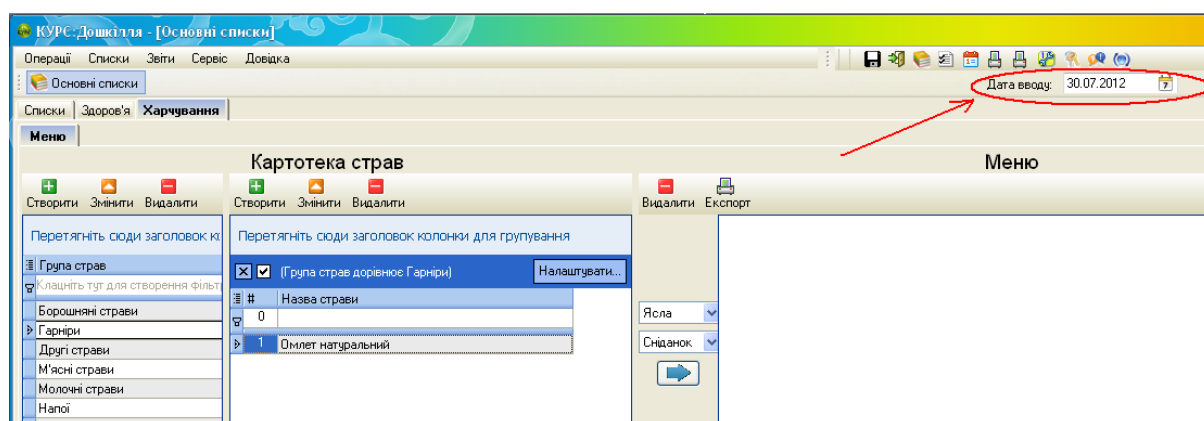 КУРС:Дошкілля - [Основні списки]
Операції Списки Звіти Сервіс Довідка
Основні списки
Дата вводу: 30.07.2012
Списки Здоров'я Харчування
Меню
Картотека страв
Меню
Створити Змінити Видалити
Створити Змінити Видалити
Видалити Експорт
Перетягніть сюди заголовок ко
Перетягніть сюди заголовок колонки для групування
Група страв
(Група страв дорівнює Гарніри)
Налаштувати...
Клацніть тут для створення фільт
# Назва страви
0
Борошняні страви
Ясла
Гарніри
1 Омлет натуральний
Сніданок
Другі страви
М'ясні страви
Молочні страви
Напої